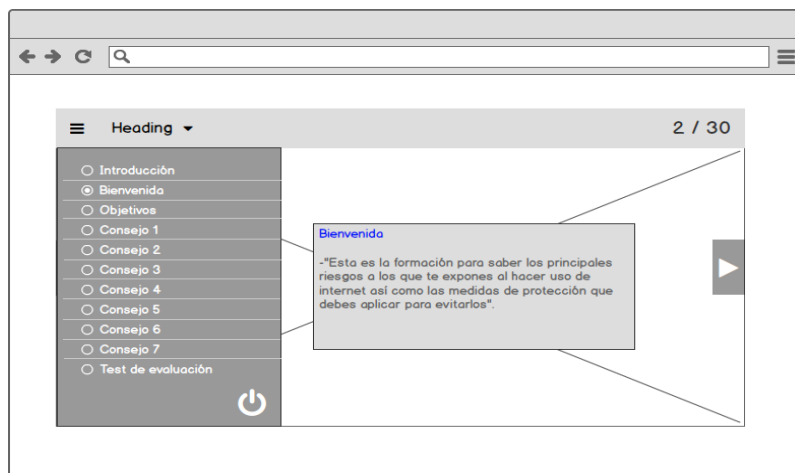 Heading
2 / 30
Introducción
Bienvenida
Objetivos
Consejo 1
Consejo 2
Consejo 3
Consejo 4
Consejo 5
Consejo 6
Consejo 7
Test de evaluación
Bienvenida
-"Esta es la formación para saber los principales
riesgos a los que te expones al hacer uso de
internet así como las medidas de protección que
debes aplicar para evitarlos".